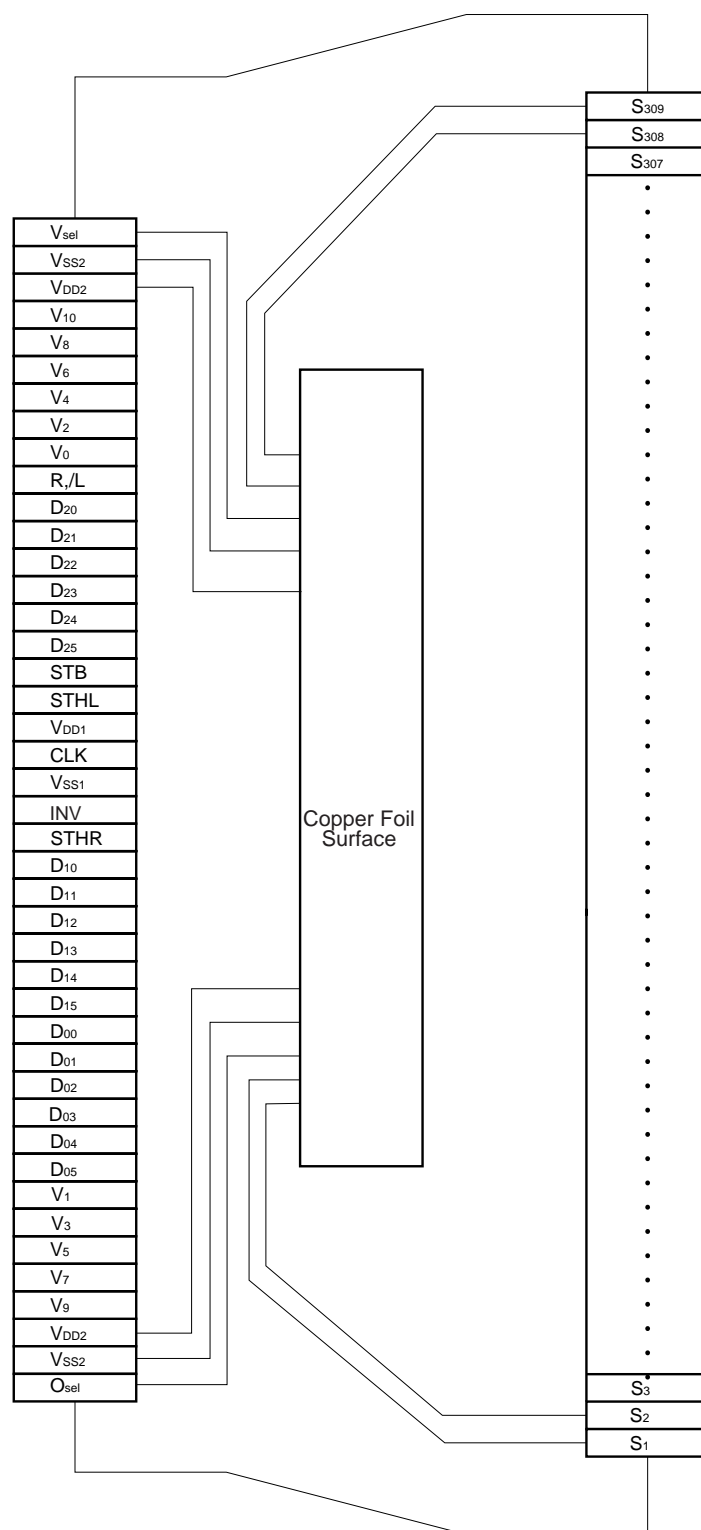 S309
S308
S307
Vsel
VSS2
VDD2
V10
V8
V6
V4
V2
V0
R,/L
D20
D21
D22
D23
D24
D25
STB
STHL
VDD1
CLK
VSS1
INV
STHR
D10
D11
D12
D13
D14
D15
D00
D01
D02
D03
D04
D05
V1
V3
V5
V7
V9
VDD2
VSS2
Osel
Copper Foil
Surface
S3
S2
S1